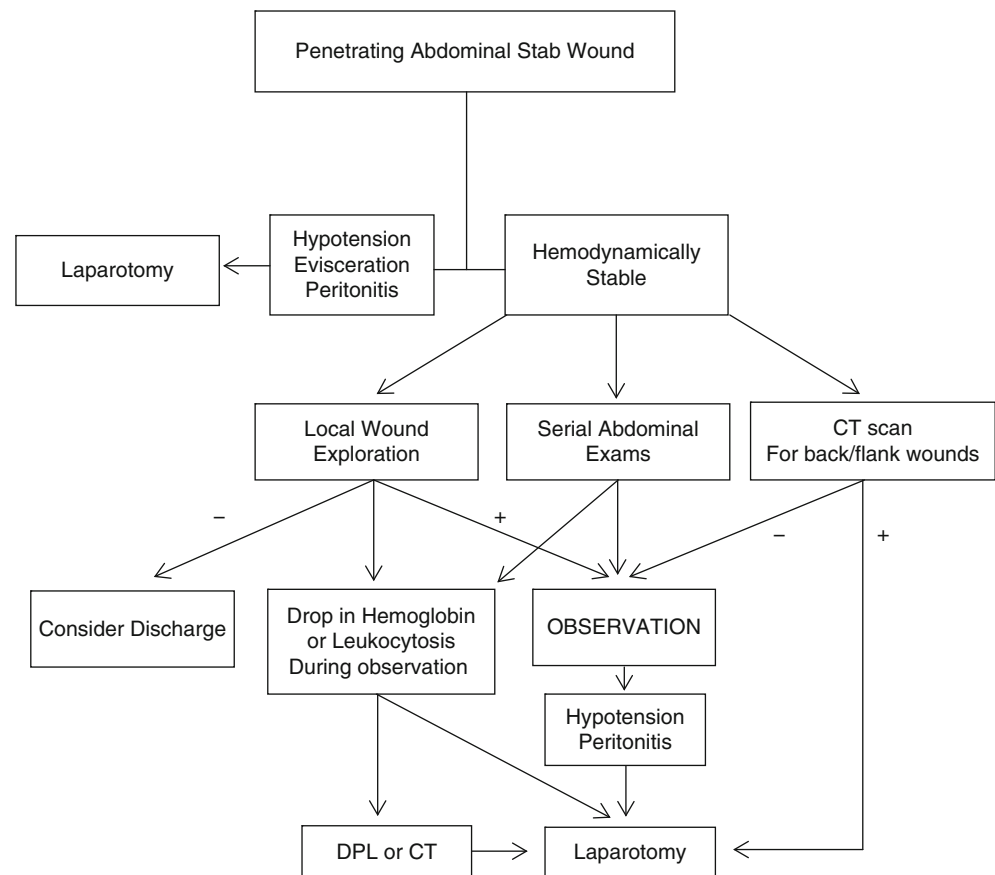 Penetrating Abdominal Stab Wound
Laparotomy
Hypotension
Evisceration
Peritonitis
Hemodynamically
Stable
Local Wound
Exploration
Serial Abdominal
Exams
CT scan
For back/flank wounds
–
+
–
+
Consider Discharge
Drop in Hemoglobin
or Leukocytosis
During observation
OBSERVATION
Hypotension
Peritonitis
DPL or CT
Laparotomy